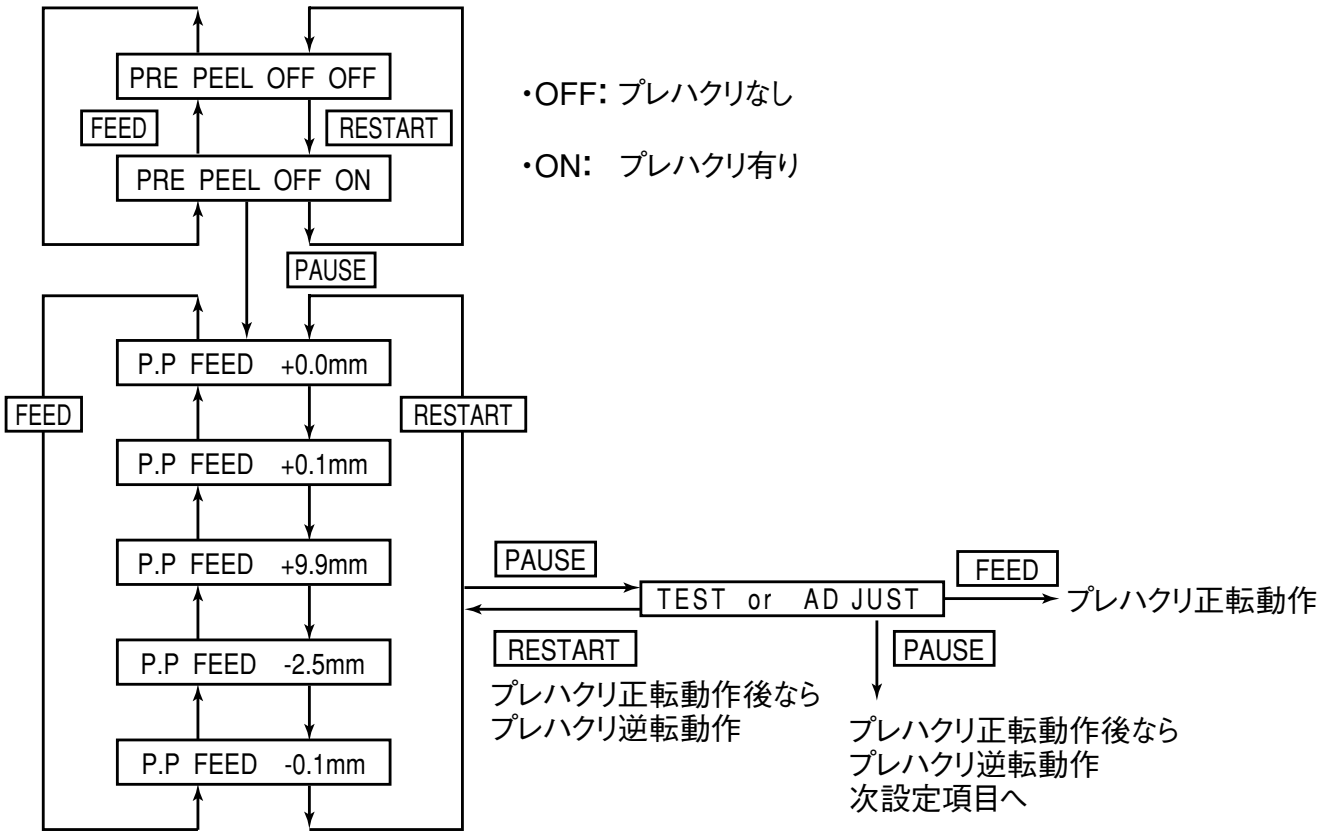 PRE PEEL OFF OFF
・OFF: プレハクリなし
FEED
RESTART
PRE PEEL OFF ON
・ON: プレハクリ有り
PAUSE
P.P FEED +0.0mm
FEED
RESTART
P.P FEED +0.1mm
P.P FEED +9.9mm
P.P FEED -2.5mm
P.P FEED -0.1mm
PAUSE
TEST or AD JUST
FEED
プレハクリ正転動作
RESTART
プレハクリ正転動作後なら
プレハクリ逆転動作
PAUSE
プレハクリ正転動作後なら
プレハクリ逆転動作
次設定項目へ